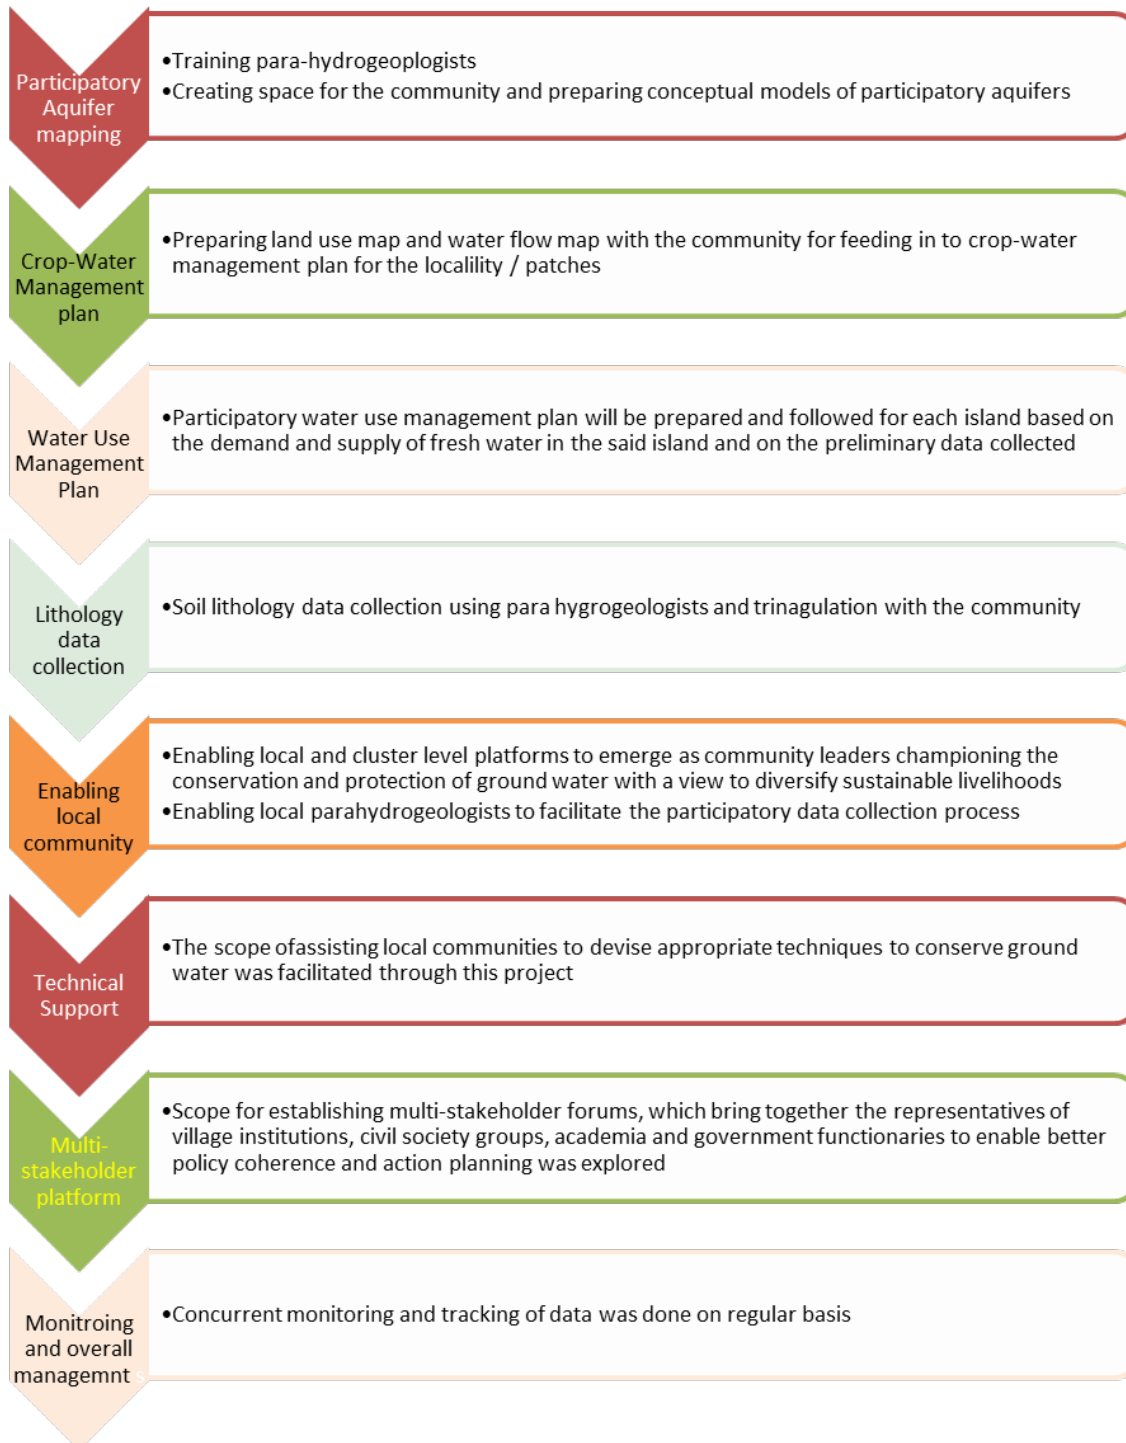 Participatory
Aquifer
mapping
•Training para-hydrogeoplogists
•Creating space for the community and preparing conceptual models of participatory aquifers
Crop-Water
Management
plan
•Preparing land use map and water flow map with the community for feeding in to crop-water
management plan for the localility / patches
Water Use
Management
Plan
•Participatory water use management plan will be prepared and followed for each island based on
the demand and supply of fresh water in the said island and on the preliminary data collected
Lithology
data
collection
•Soil lithology data collection using para hygrogeologists and trinagulation with the community
Enabling
local
community
•Enabling local and cluster level platforms to emerge as community leaders championing the
conservation and protection of ground water with a view to diversify sustainable livelihoods
•Enabling local parahydrogeologists to facilitate the participatory data collection process
Technical
Support
•The scope ofassisting local communities to devise appropriate techniques to conserve ground
water was facilitated through this project
Multi-
stakeholder
platform
•Scope for establishing multi-stakeholder forums, which bring together the representatives of
village institutions, civil society groups, academia and government functionaries to enable better
policy coherence and action planning was explored
Monitroing
and overall
managemnt s
•Concurrent monitoring and tracking of data was done on regular basis